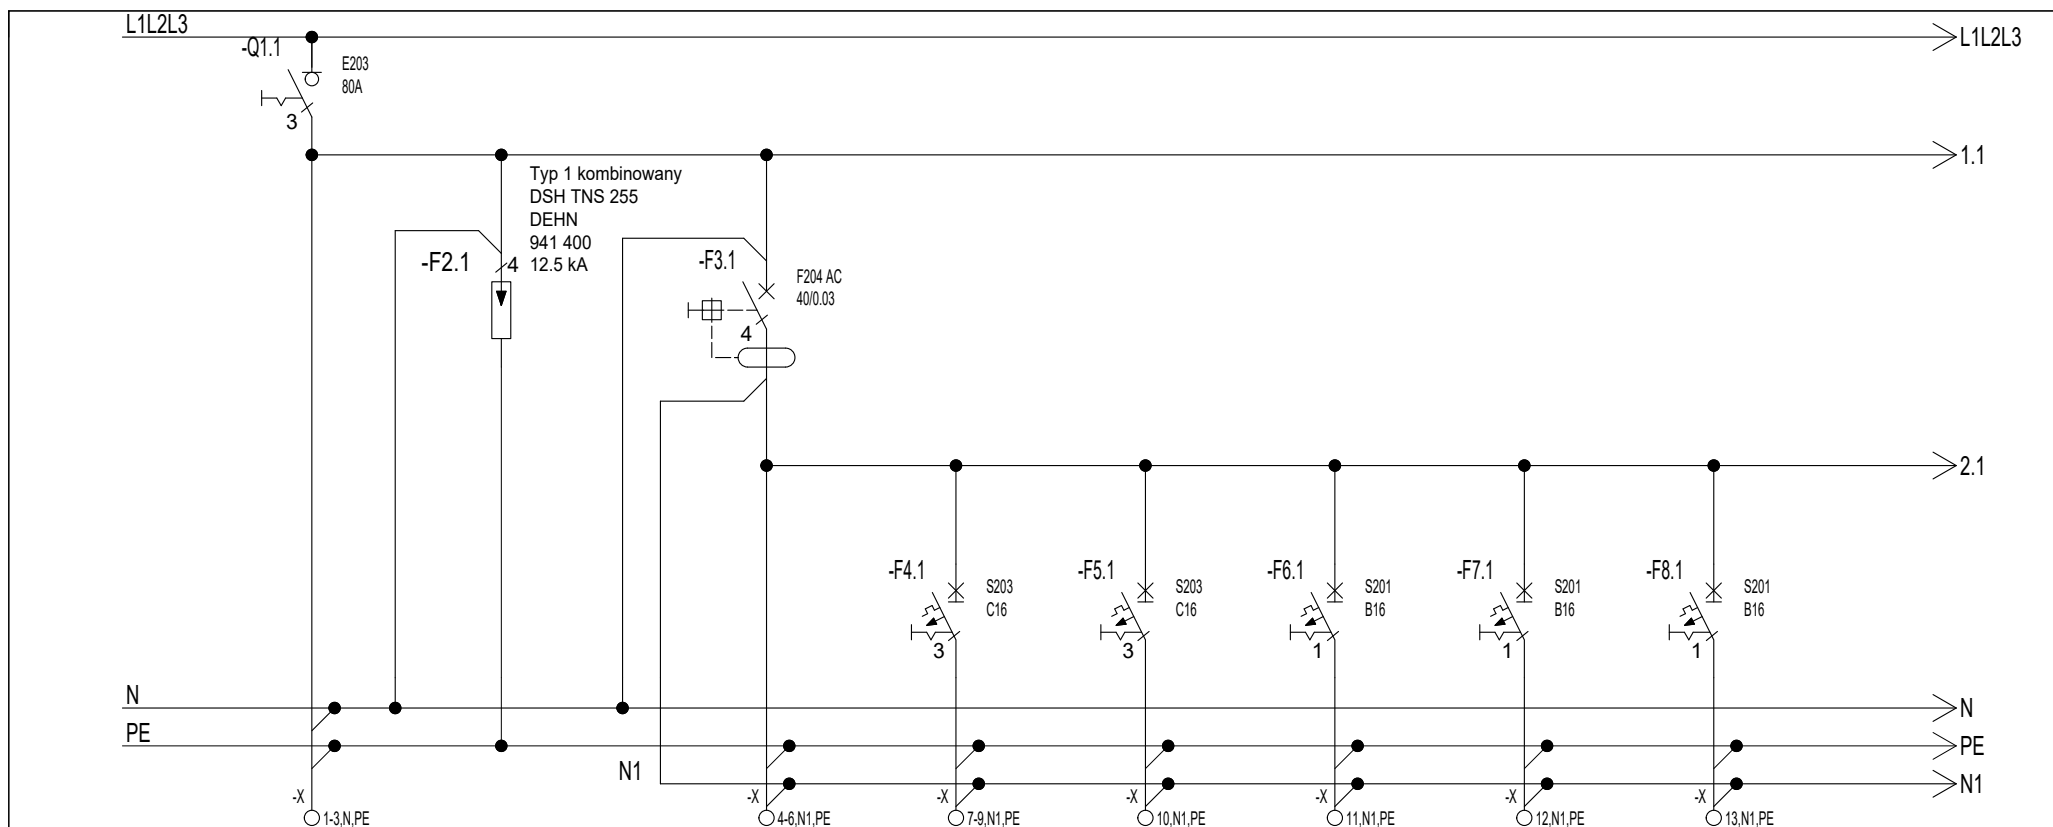 L1L2L3
L1L2L3
-Q1.1
E203
80A
3
1.1
Typ 1 kombinowany
DSH TNS 255
DEHN
941 400
12.5 kA
-F2.1
4
-F3.1
F204 AC
40/0.03
4
2.1
-F4.1
S203
C16
3
-F5.1
S203
C16
3
-F6.1
S201
B16
1
-F7.1
S201
B16
1
-F8.1
S201
B16
1
N
N
PE
PE
N1
N1
-X
1-3,N,PE
-X
4-6,N1,PE
-X
7-9,N1,PE
-X
10,N1,PE
-X
11,N1,PE
-X
12,N1,PE
-X
13,N1,PE